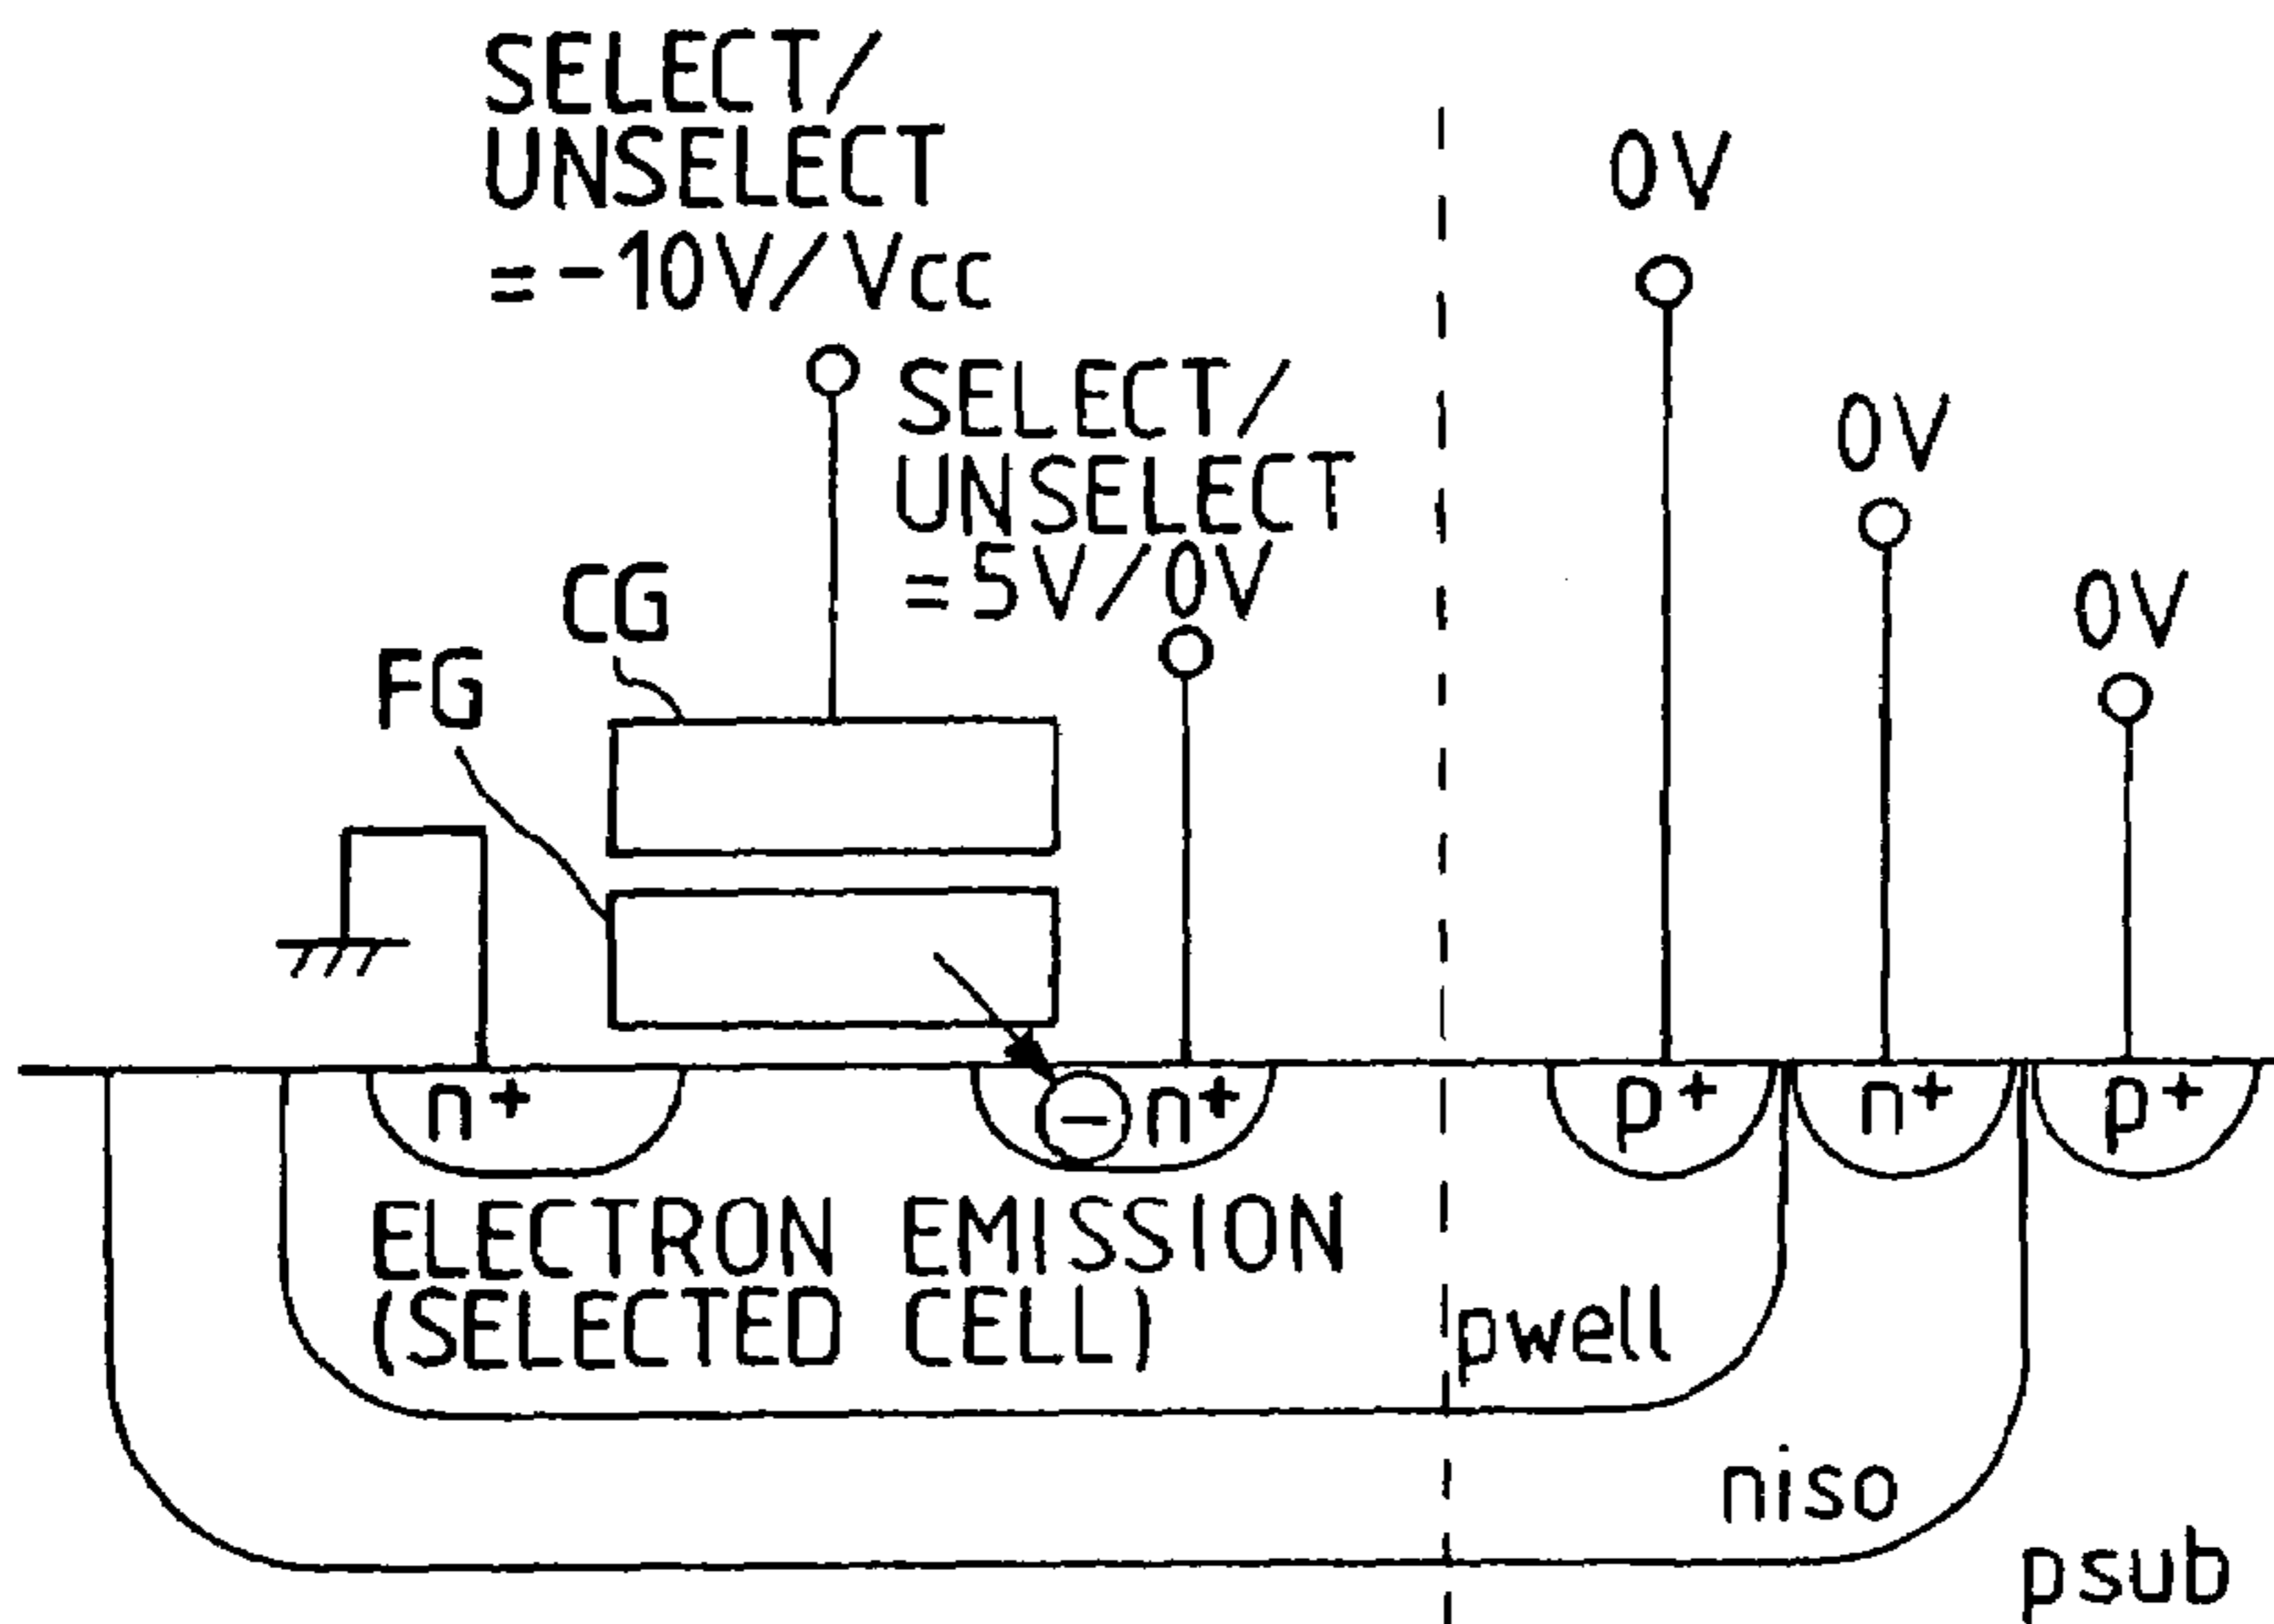 SELECT/
UNSELECT
=-10V/Vcc
SELECT/
UNSELECT
=5V/0V
0V
0V
0V
CG
FG
n+
- n+
p+
n+
p+
ELECTRON EMISSION
(SELECTED CELL)
pwell
niso
psub